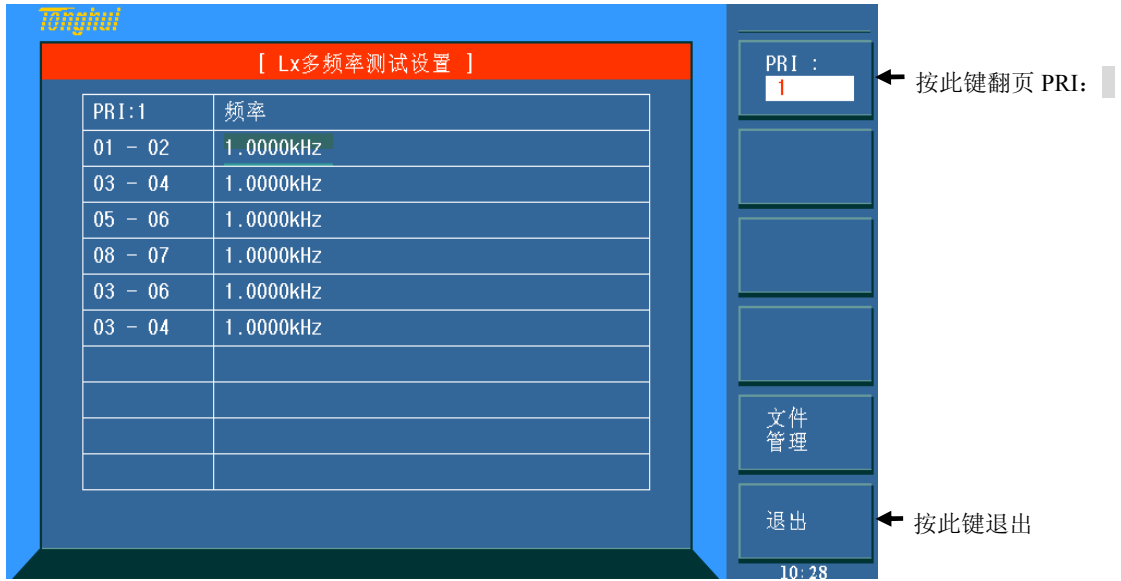 Tonghui
[ Lx多频率测试设置 ]
PRI:1 频率
01 - 02 1.0000kHz
03 - 04 1.0000kHz
05 - 06 1.0000kHz
08 - 07 1.0000kHz
03 - 06 1.0000kHz
03 - 04 1.0000kHz
PRI :
1
文件
管理
退出
10:28
按此键翻页 PRI：
按此键退出